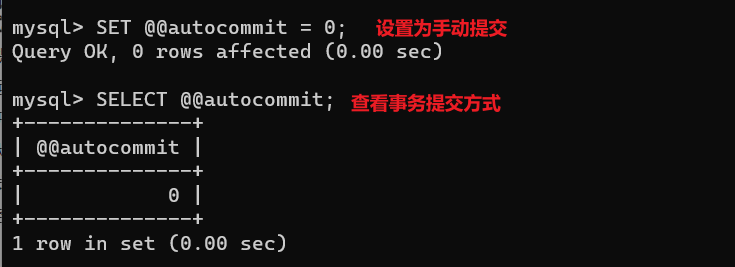 mysql> SET @@autocommit = 0; 设置为手动提交
Query OK, 0 rows affected (0.00 sec)
mysql> SELECT @@autocommit; 查看事务提交方式
+--------------+
| @@autocommit |
+--------------+
|            0 |
+--------------+
1 row in set (0.00 sec)